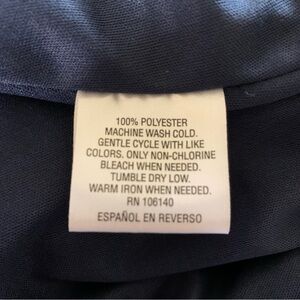 100% POLYESTER
MACHINE WASH COLD.
GENTLE CYCLE WITH LIKE
COLORS. ONLY NON-CHLORINE
BLEACH WHEN NEEDED.
TUMBLE DRY LOW.
WARM IRON WHEN NEEDED.
RN 106140
ESPAÑOL EN REVERSO